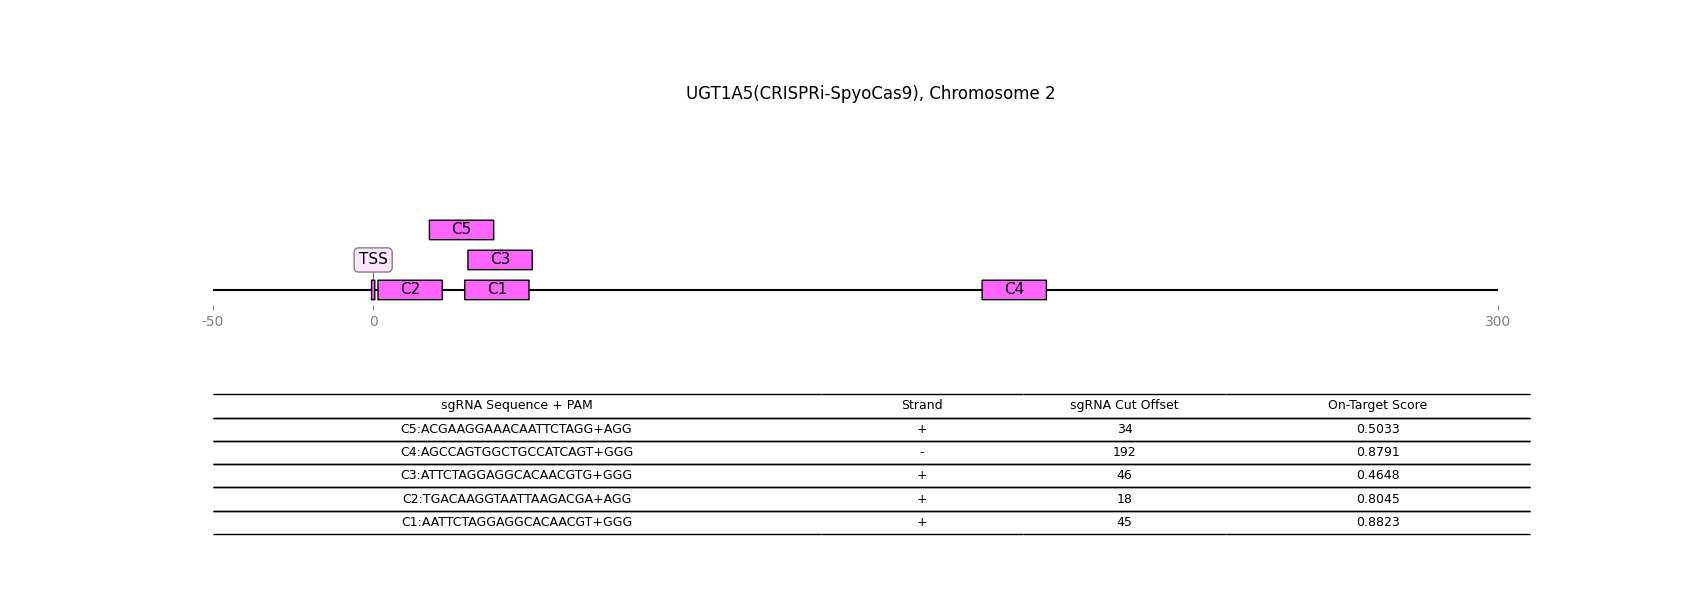 UGT1A5(CRISPRi-SpyoCas9), Chromosome 2
C5
TSS C3
C2 C1 C4
-50 0 300
sgRNA Sequence + PAM Strand sgRNA Cut Offset On-Target Score
C5:ACGAAGGAAACAATTCTAGG+AGG + 34 0.5033
C4:AGCCAGTGGCTGCCATCAGT+GGG - 192 0.8791
C3:ATTCTAGGAGGCACAACGTG+GGG + 46 0.4648
C2:TGACAAGGTAATTAAGACGA+AGG + 18 0.8045
C1:AATTCTAGGAGGCACAACGT+GGG + 45 0.8823